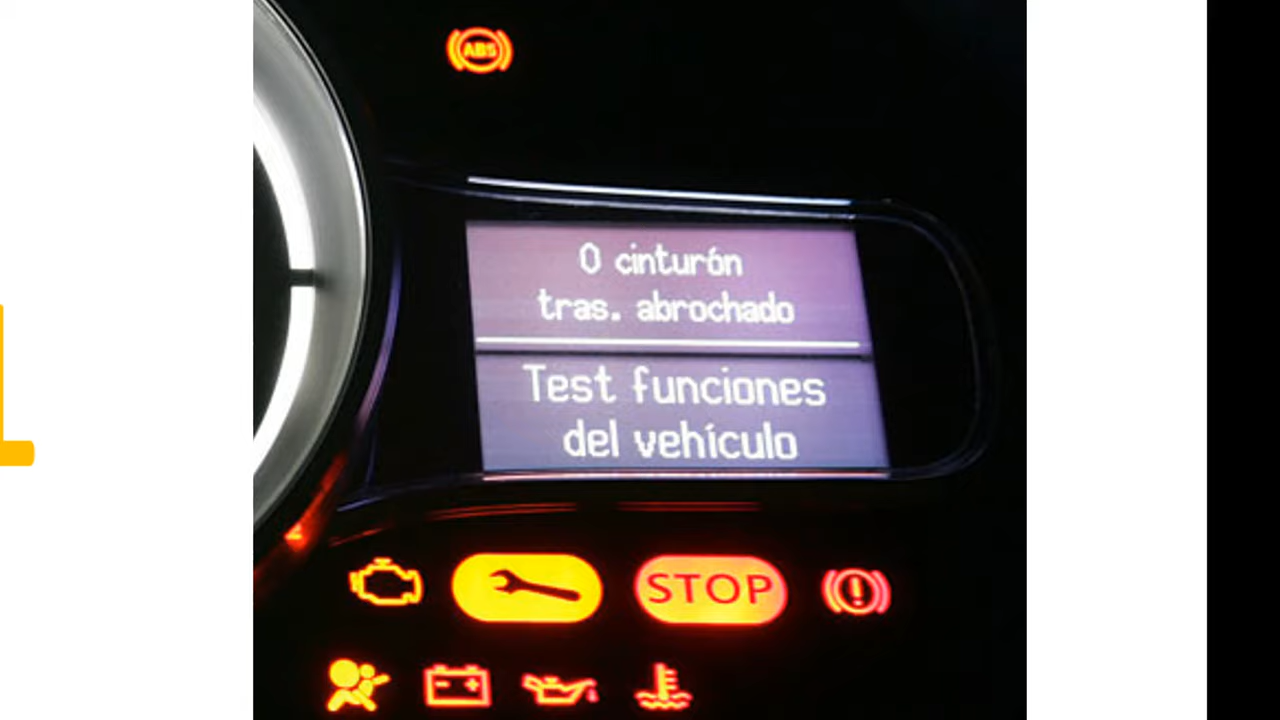 ABS
0 cinturón
tras. abrochado
Test funciones
del vehículo
STOP